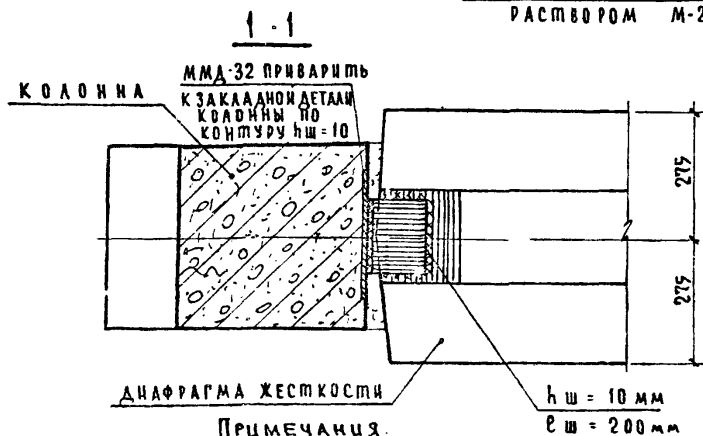 РАСТВОРОМ М-2
1-1
ММД-32 ПРИВАРИТЬ
К ЗАКЛАДНОЙ ДЕТАЛИ
КОЛОННЫ ПО
КОНТУРУ hш=10
КОЛОННА
275
275
ДИАФРАГМА ЖЕСТКОСТИ
hш = 10 мм
ℓш = 200 мм
ПРИМЕЧАНИЯ.